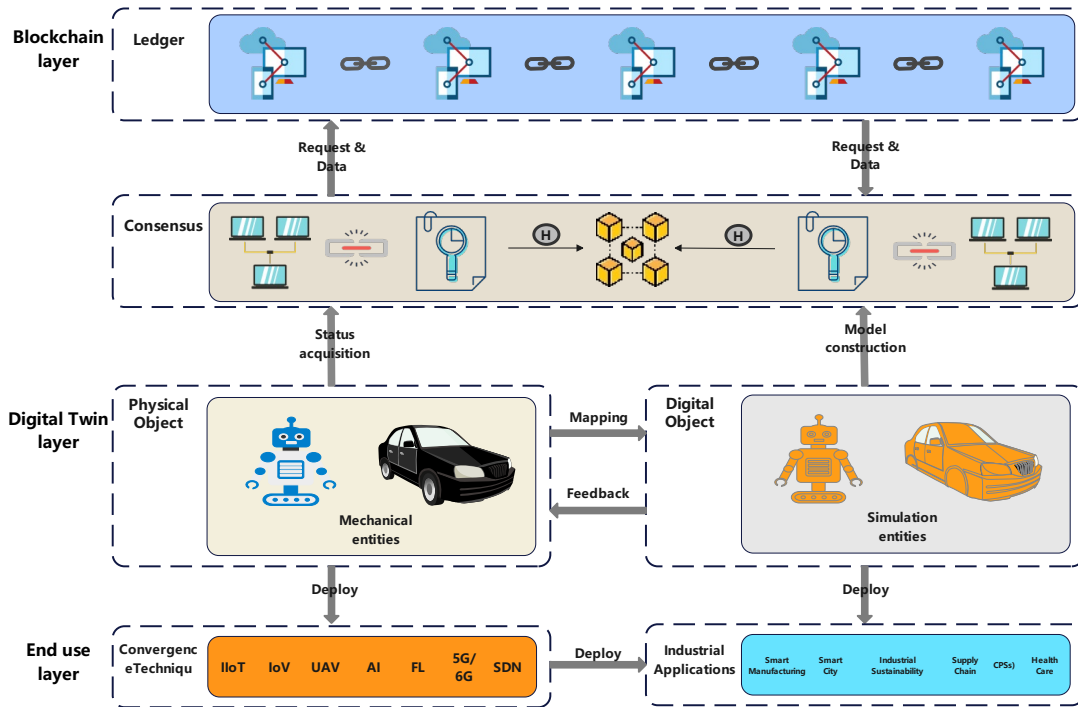 Blockchain
layer
Ledger
Request &
Data
Request &
Data
Consensus
H
H
Status
acquisition
Model
construction
Digital Twin
layer
Physical
Object
Mechanical
entities
Mapping
Feedback
Digital
Object
Simulation
entities
Deploy
Deploy
End use
layer
Convergenc
eTechniqu
IIoT
IoV
UAV
AI
FL
5G/
6G
SDN
Deploy
Industrial
Applications
Smart
Manufacturing
Smart
City
Industrial
Sustainability
Supply
Chain
CPSs)
Health
Care